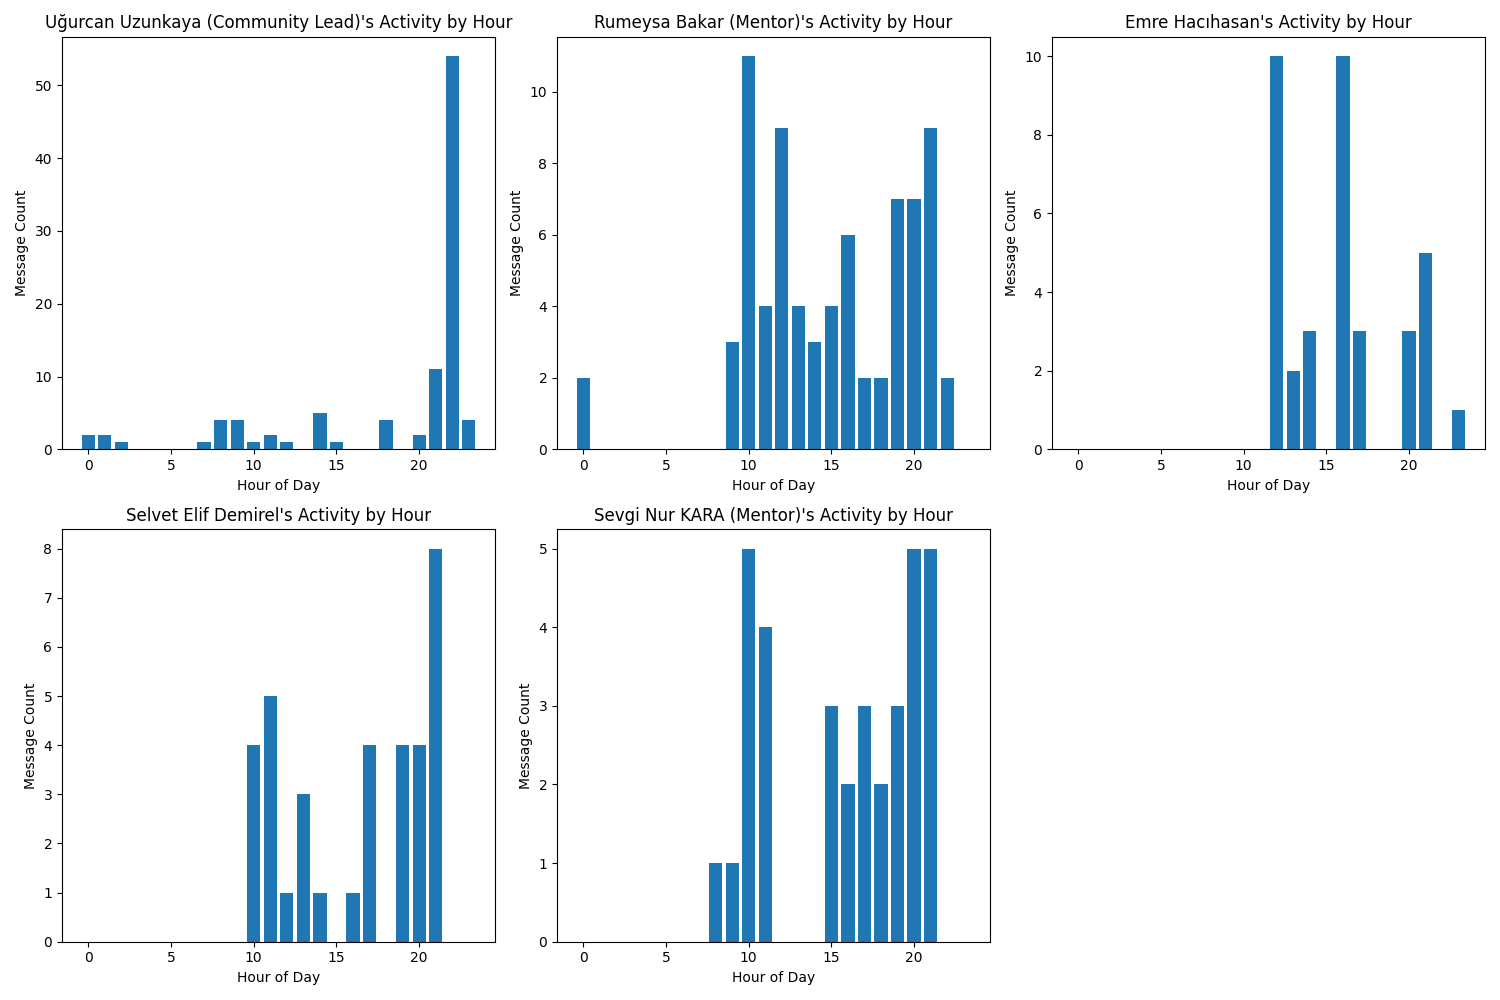 Uğurcan Uzunkaya (Community Lead)'s Activity by Hour
Message Count
50
40
30
20
10
0
0 5 10 15 20
Hour of Day
Rumeysa Bakar (Mentor)'s Activity by Hour
Message Count
10
8
6
4
2
0
0 5 10 15 20
Hour of Day
Emre Hacıhasan's Activity by Hour
Message Count
10
8
6
4
2
0
0 5 10 15 20
Hour of Day
Selvet Elif Demirel's Activity by Hour
Message Count
8
7
6
5
4
3
2
1
0
0 5 10 15 20
Hour of Day
Sevgi Nur KARA (Mentor)'s Activity by Hour
Message Count
5
4
3
2
1
0
0 5 10 15 20
Hour of Day